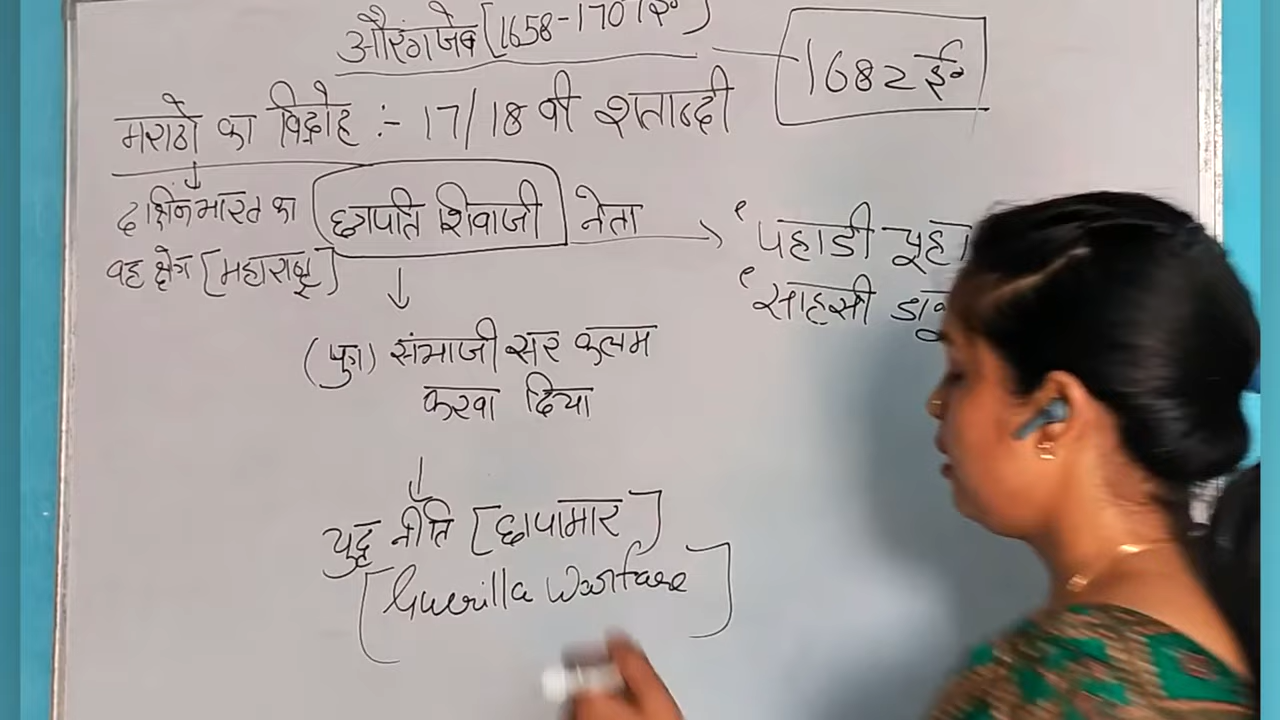 औरंगजेब [1658-1707 ई०]
1682 ई०
मराठो का विद्रोह :- 17/18 वी शताब्दी
दक्षिण भारत का
वह क्षेत्र [महाराष्ट्र]
छत्रपति शिवाजी नेता
पहाडी चूहा
साहसी
(पुत्र) संभाजी सर कलम
करवा दिया
युद्ध नीति [छापामार]
[Guerilla Warfare]